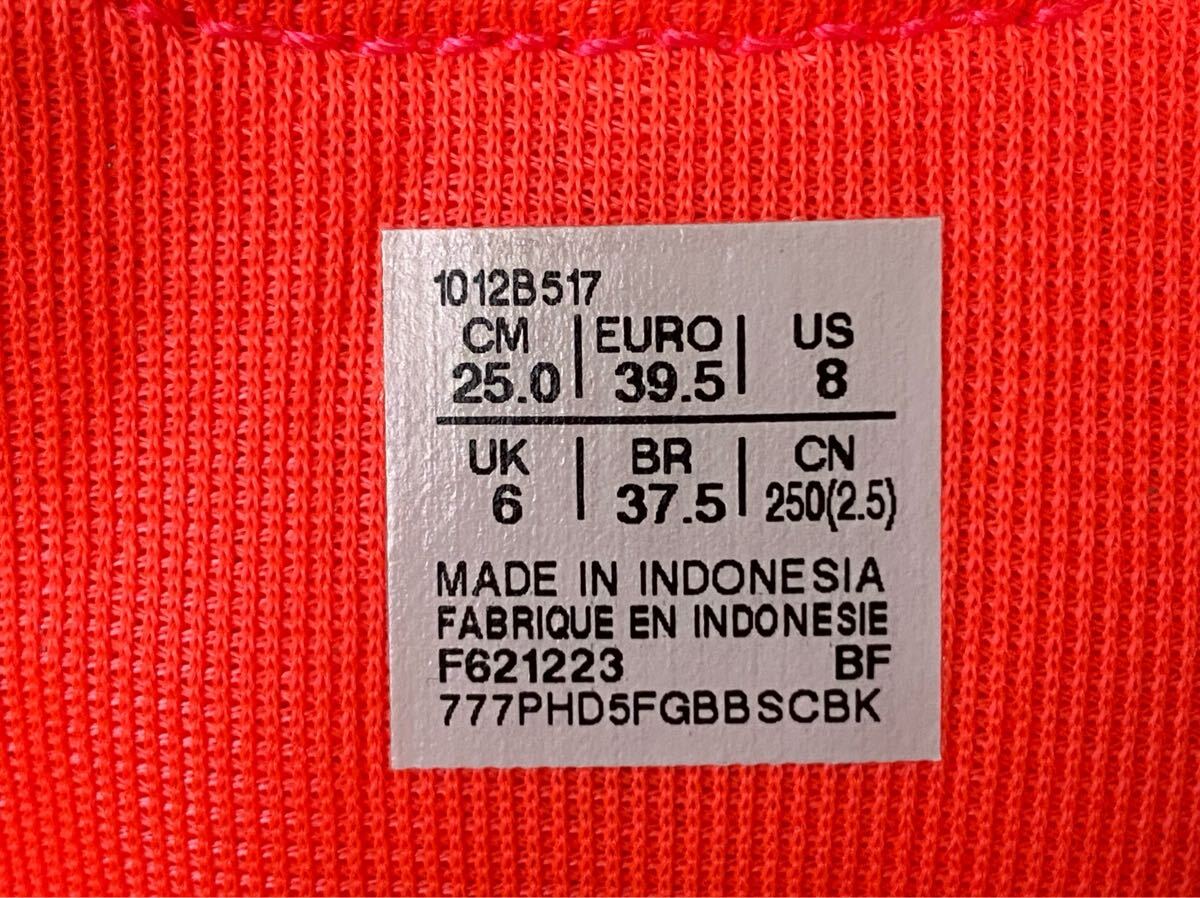 1012B517
CM | EURO | US
25.0 | 39.5 | 8
UK | BR | CN
6 | 37.5 | 250(2.5)
MADE IN INDONESIA
FABRIQUE EN INDONESIE
F621223 BF
777PHD5FGBBSCBK